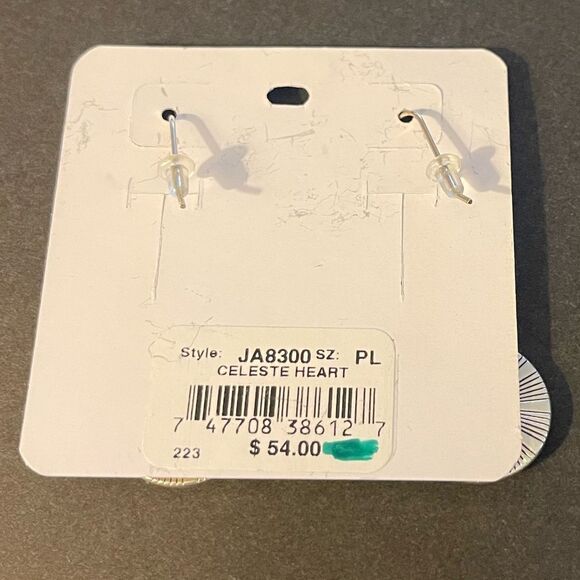 Style: JA8300 SZ: PL
CELESTE HEART
7 47708 38612 7
223 $ 54.00